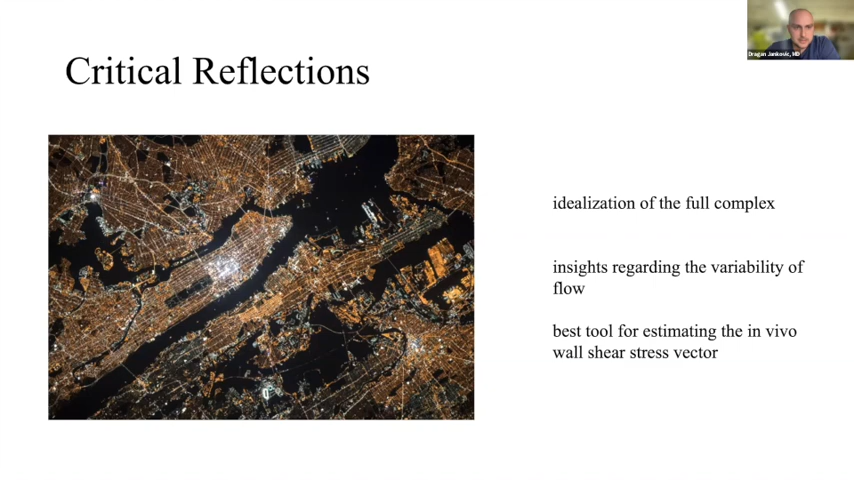 Dragan Jankovic, MD
Critical Reflections
idealization of the full complex
insights regarding the variability of
flow
best tool for estimating the in vivo
wall shear stress vector